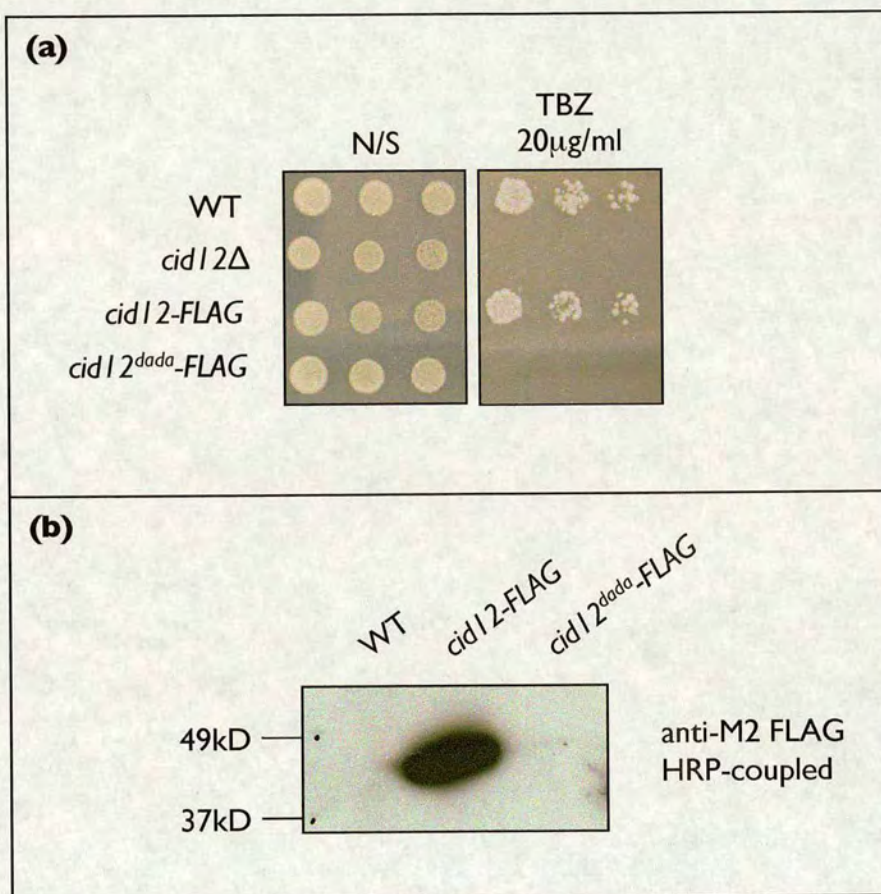 (a)
N/S
TBZ
20µg/ml
WT
cid12Δ
cid12-FLAG
cid12dada-FLAG
(b)
WT
cid12-FLAG
cid12dada-FLAG
49kD
37kD
anti-M2 FLAG
HRP-coupled